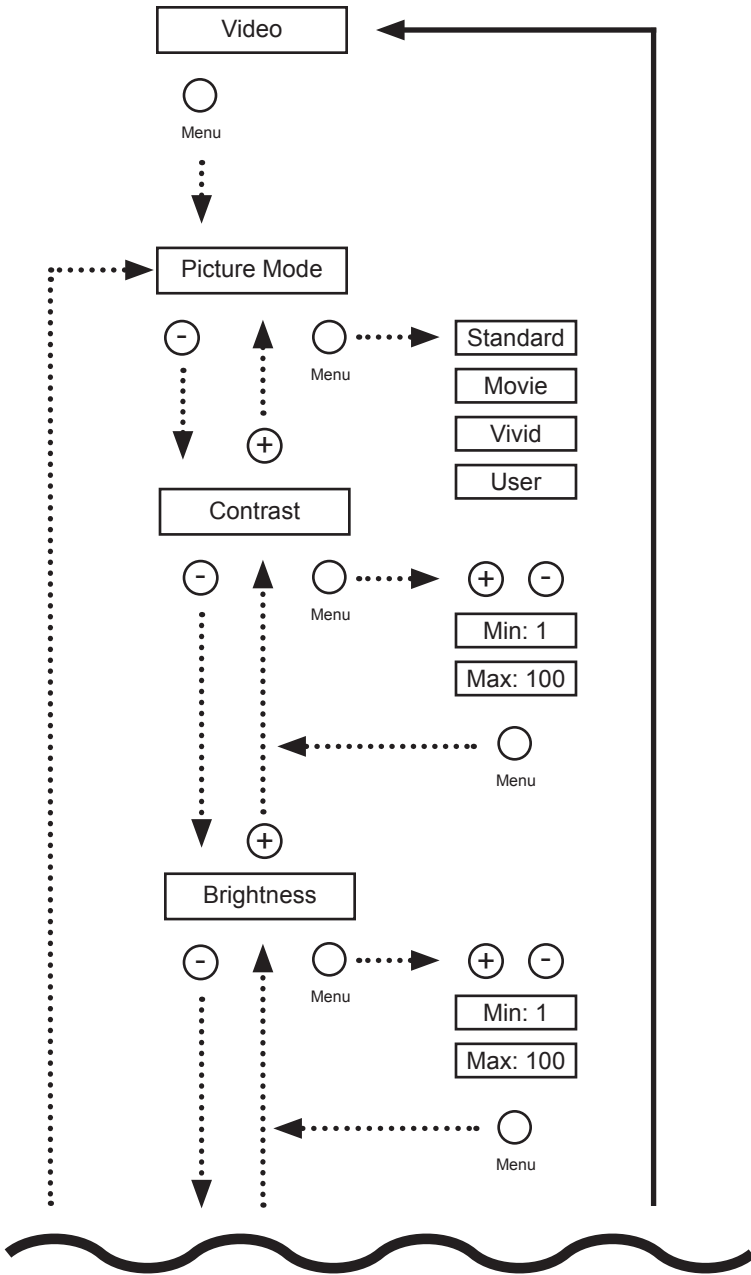 Video
Menu
Picture Mode
- + Menu
Standard
Movie
Vivid
User
Contrast
- Menu + -
Min: 1
Max: 100
Menu
+
Brightness
- Menu + -
Min: 1
Max: 100
Menu